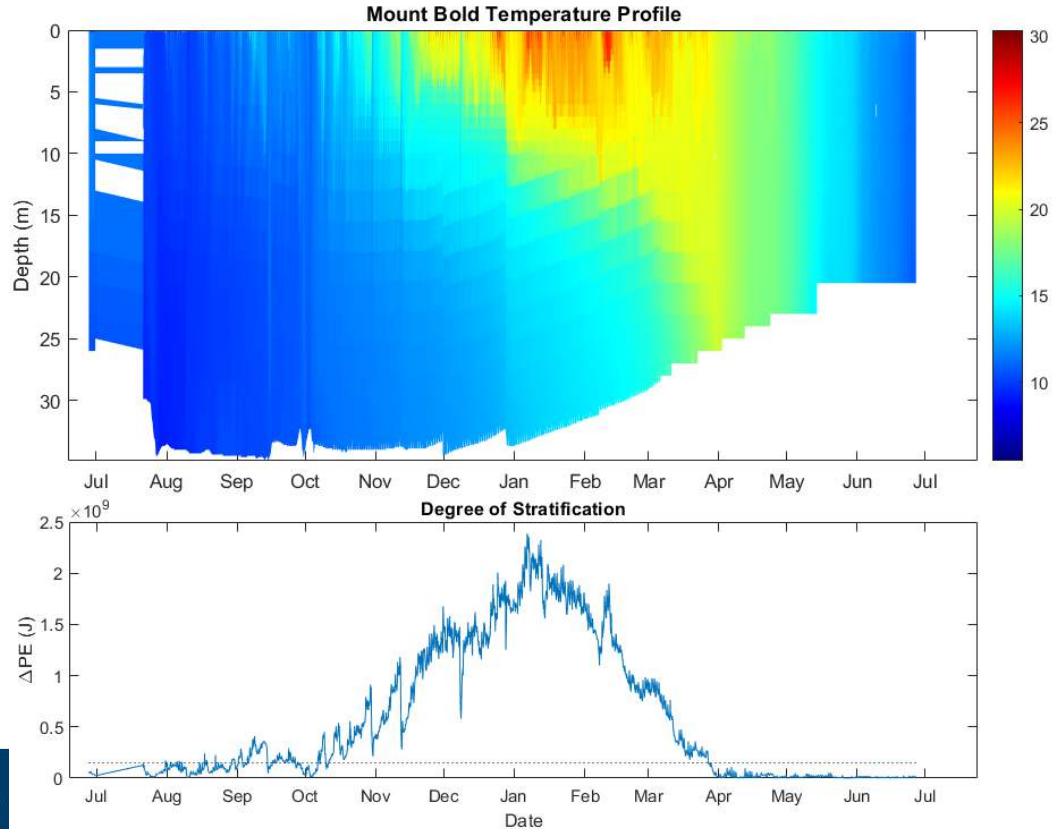 Mount Bold Temperature Profile
Depth (m)
0
5
10
15
20
25
30
Jul Aug Sep Oct Nov Dec Jan Feb Mar Apr May Jun Jul
30
25
20
15
10
Degree of Stratification
×10⁹
ΔPE (J)
2.5
2
1.5
1
0.5
0
Jul Aug Sep Oct Nov Dec Jan Feb Mar Apr May Jun Jul
Date